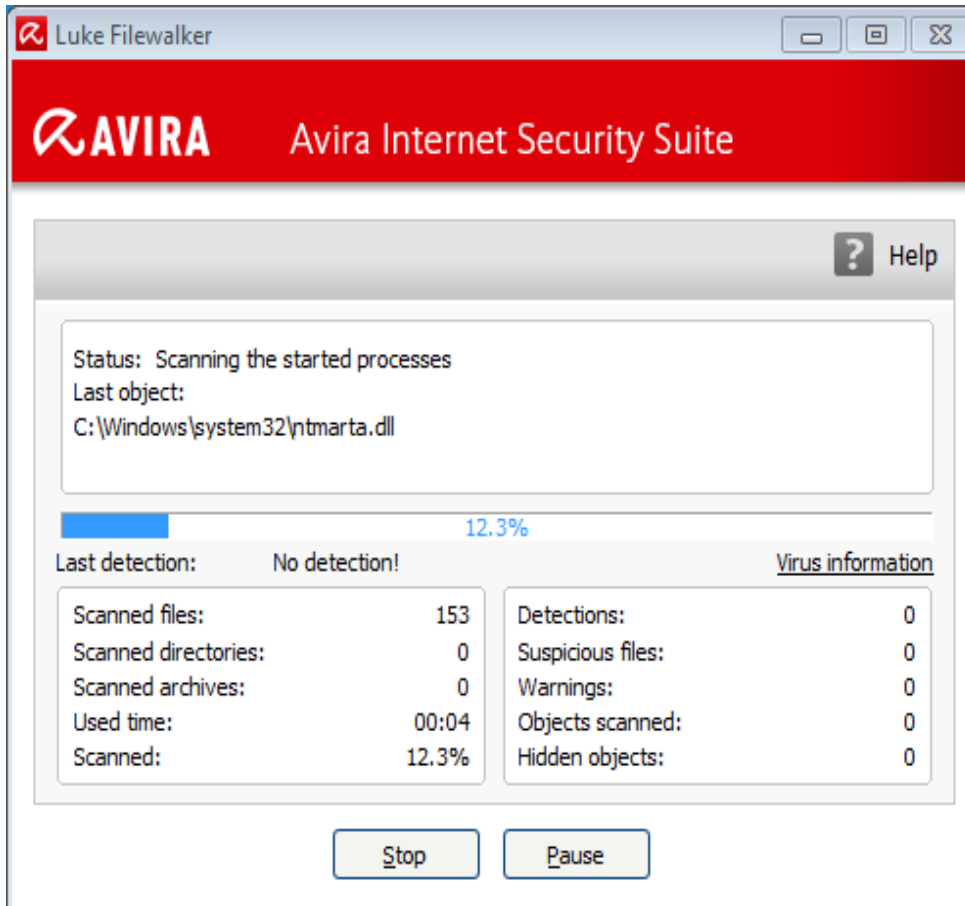 Luke Filewalker
AVIRA Avira Internet Security Suite
? Help
Status: Scanning the started processes
Last object:
C:\Windows\system32\ntmarta.dll
12.3%
Last detection: No detection! Virus information
Scanned files: 153
Scanned directories: 0
Scanned archives: 0
Used time: 00:04
Scanned: 12.3%
Detections: 0
Suspicious files: 0
Warnings: 0
Objects scanned: 0
Hidden objects: 0
Stop Pause